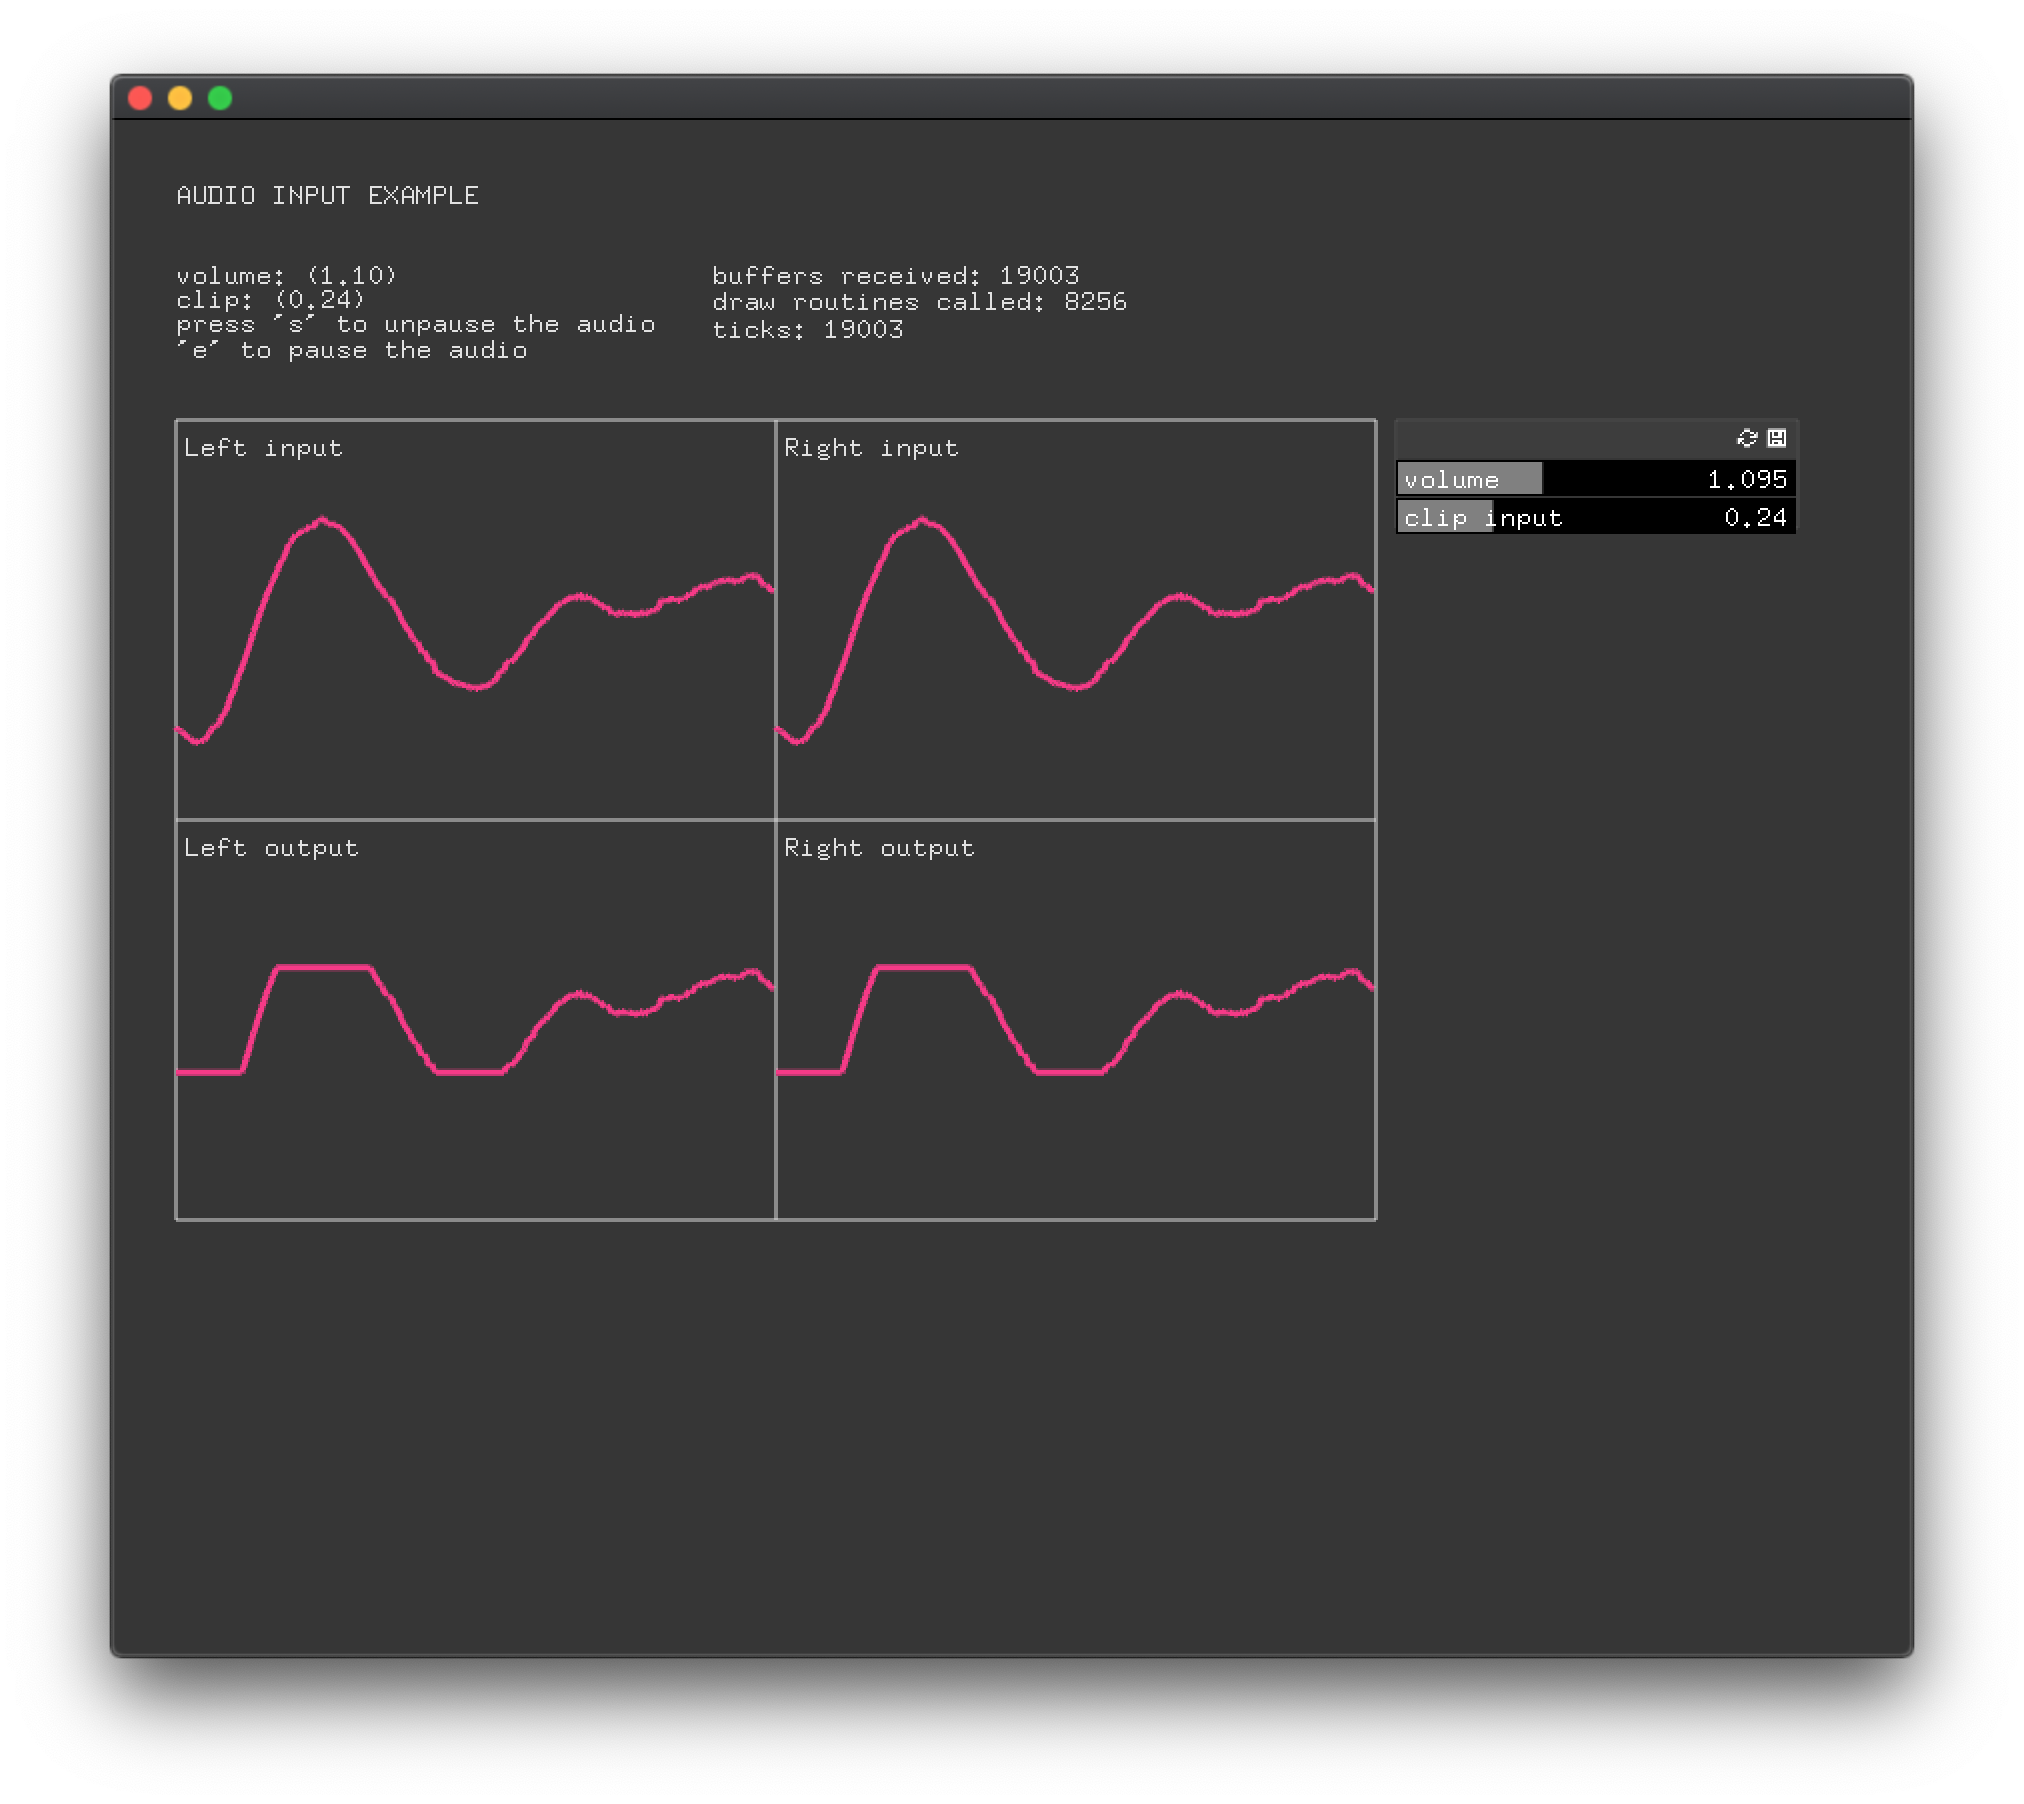 AUDIO INPUT EXAMPLE
volume: (1.10)
clip: (0.24)
press 's' to unpause the audio
'e' to pause the audio
buffers received: 19003
draw routines called: 8256
ticks: 19003
Left input
Right input
volume 1.095
clip input 0.24
Left output
Right output